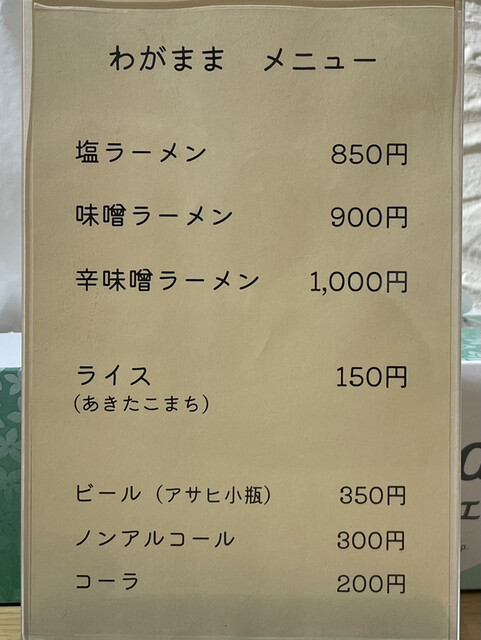 わがまま メニュー
塩ラーメン 850円
味噌ラーメン 900円
辛味噌ラーメン 1,000円
ライス 150円
(あきたこまち)
ビール (アサヒ小瓶) 350円
ノンアルコール 300円
コーラ 200円